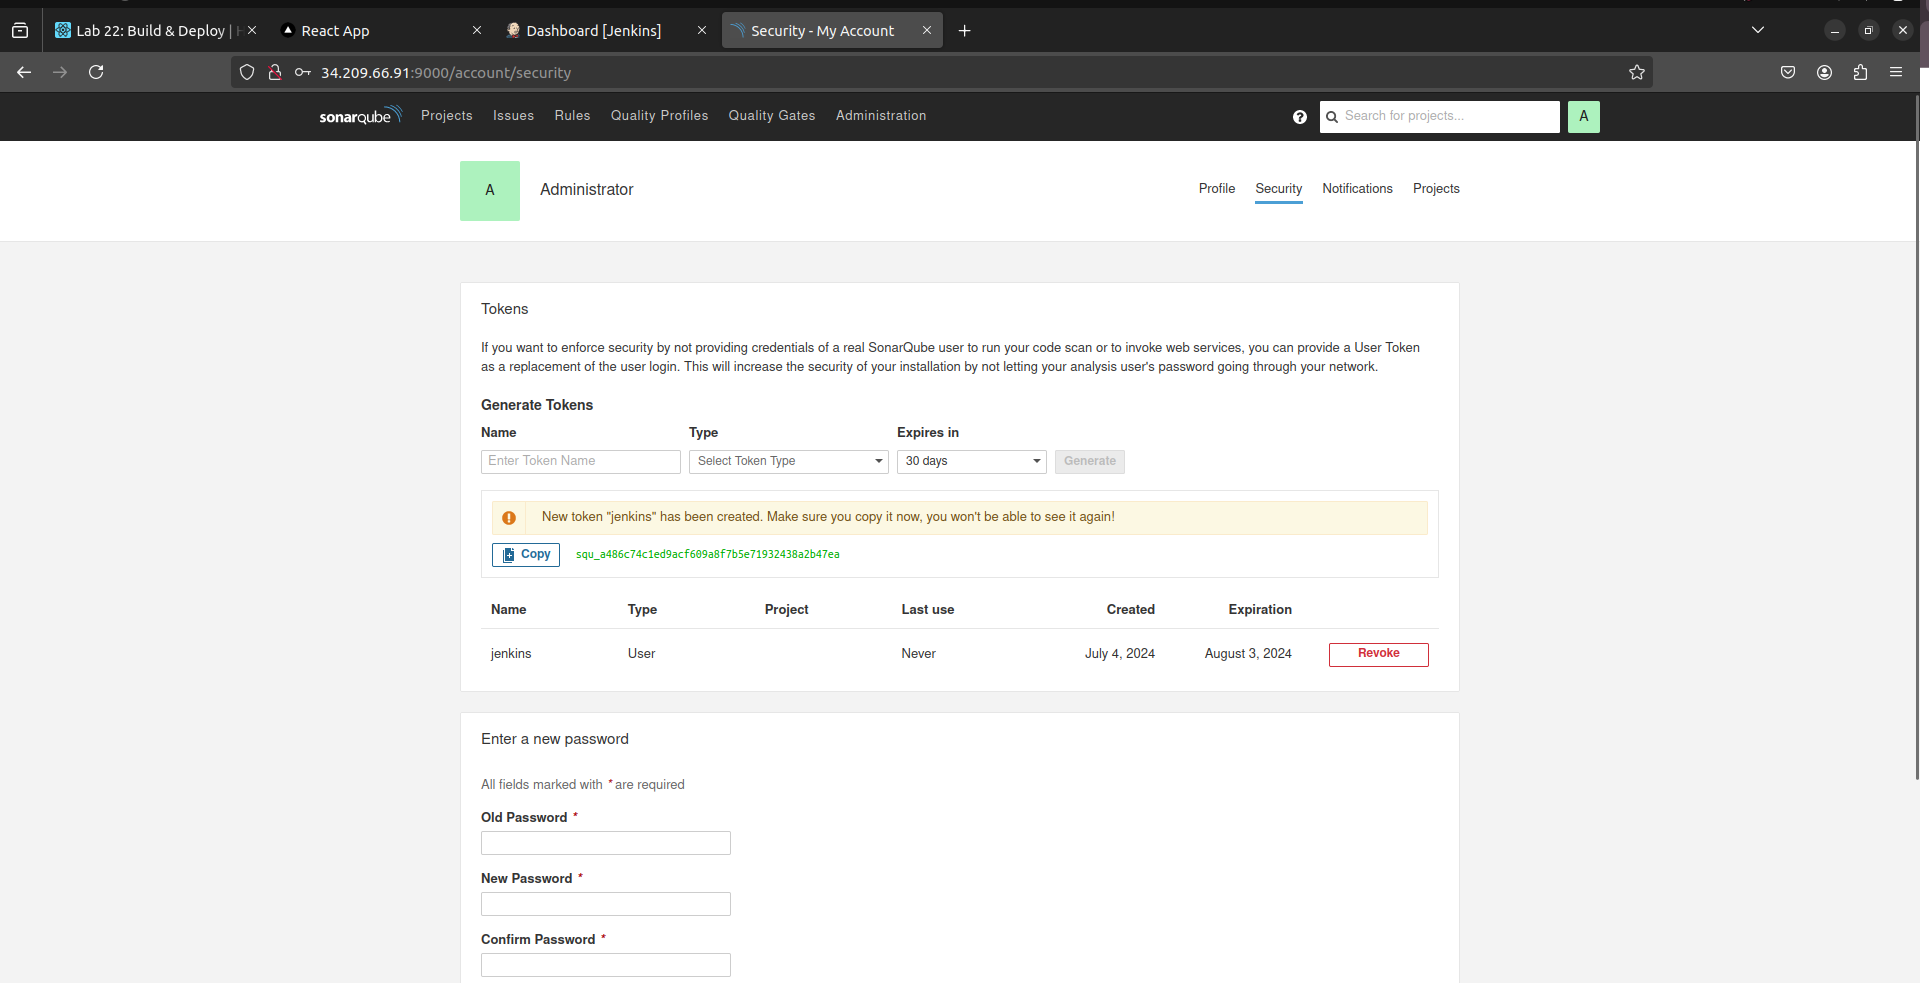 Lab 22: Build & Deploy | H
React App
Dashboard [Jenkins]
Security - My Account
34.209.66.91:9000/account/security
sonarqube
Projects
Issues
Rules
Quality Profiles
Quality Gates
Administration
?
Search for projects...
A
A
Administrator
Profile
Security
Notifications
Projects
Tokens
If you want to enforce security by not providing credentials of a real SonarQube user to run your code scan or to invoke web services, you can provide a User Token
as a replacement of the user login. This will increase the security of your installation by not letting your analysis user's password going through your network.
Generate Tokens
Name Type Expires in
Enter Token Name Select Token Type 30 days Generate
New token "jenkins" has been created. Make sure you copy it now, you won't be able to see it again!
Copy squ_a486c74c1ed9acf609a8f7b5e71932438a2b47ea
Name Type Project Last use Created Expiration
jenkins User Never July 4, 2024 August 3, 2024 Revoke
Enter a new password
All fields marked with * are required
Old Password *
New Password *
Confirm Password *